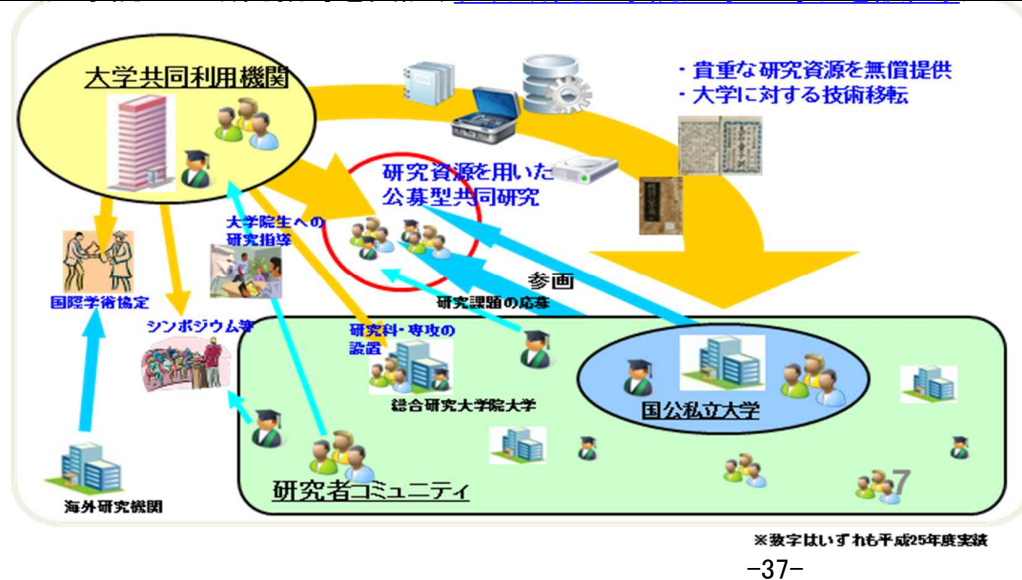 大学共同利用機関
・貴重な研究資源を無償提供
・大学に対する技術移転
研究資源を用いた
公募型共同研究
大学院生への
研究指導
参画
国際学術協定
研究課題の応募
シンポジウム等
研究科・専攻の
設置
総合研究大学院大学
国公私立大学
研究者コミュニティ
海外研究機関
7
※数字はいずれも平成25年度実績
-37-